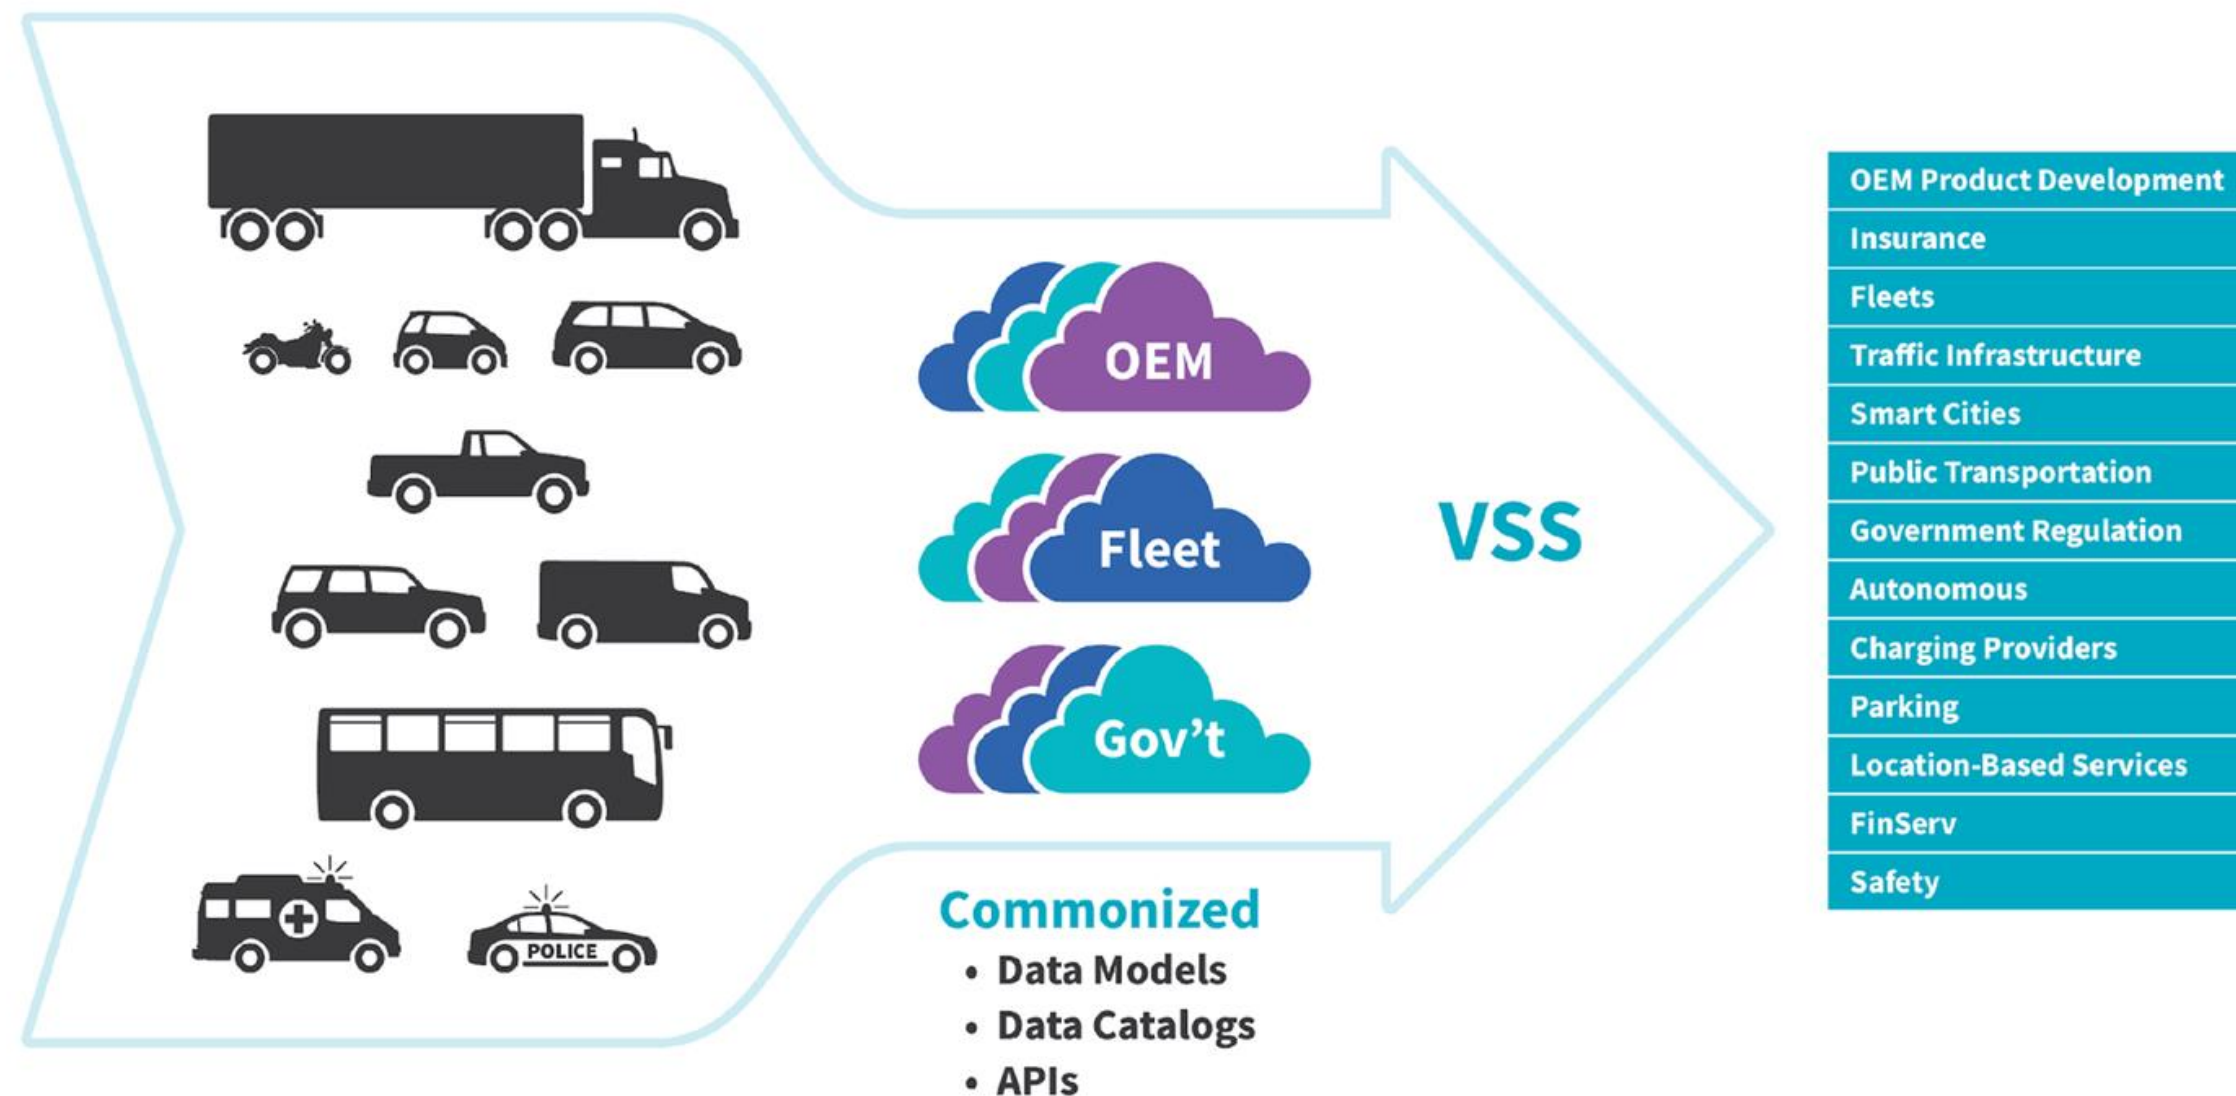 OEM
Fleet
Gov't
POLICE
Commonized
• Data Models
• Data Catalogs
• APIs
VSS
OEM Product Development
Insurance
Fleets
Traffic Infrastructure
Smart Cities
Public Transportation
Government Regulation
Autonomous
Charging Providers
Parking
Location-Based Services
FinServ
Safety